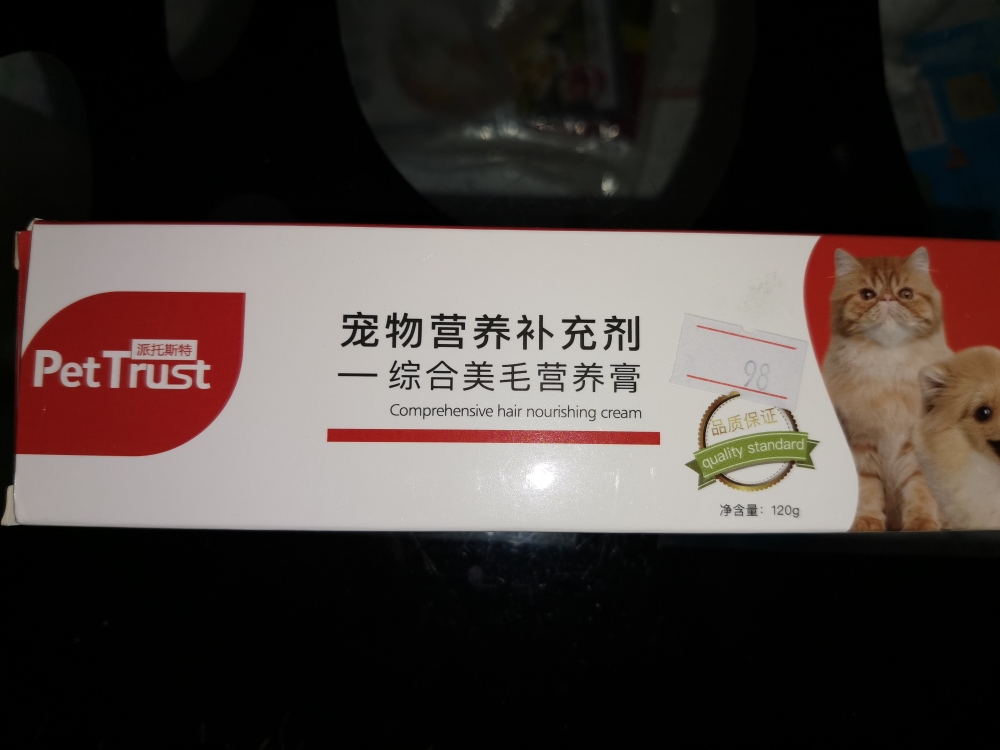 派托斯特
PetTrust
宠物营养补充剂
— 综合美毛营养膏
Comprehensive hair nourishing cream
98
品质保证
quality standard
净含量：120g